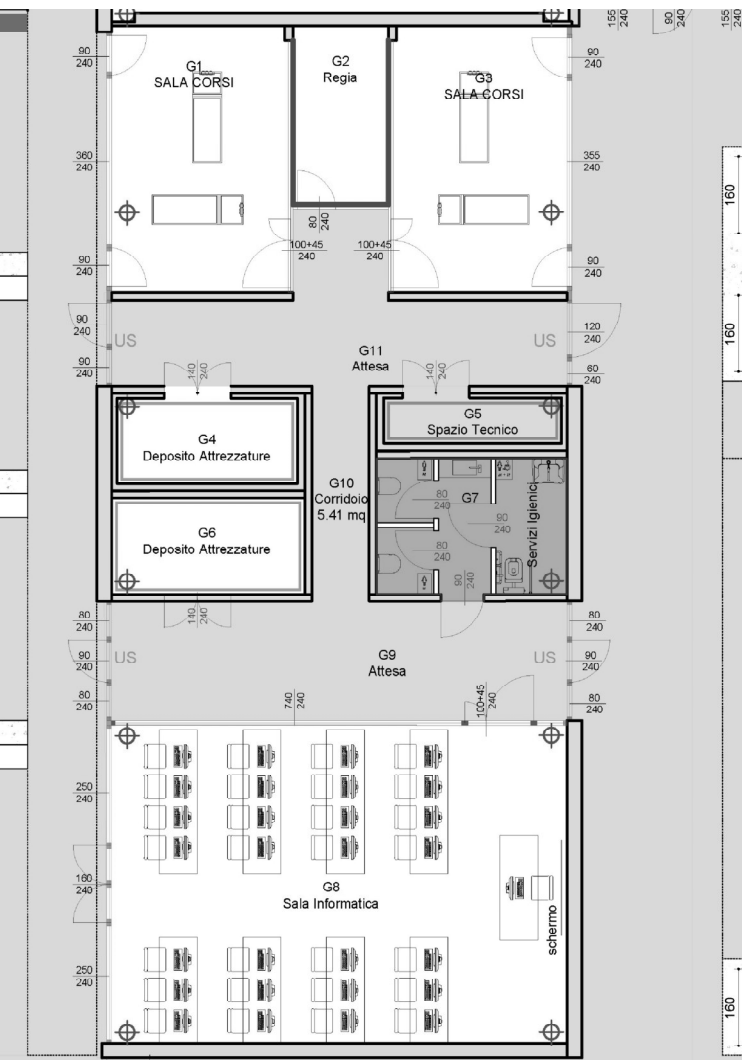 155
240
90
240
155
240
90
240
G1
SALA CORSI
G2
Regia
G3
SALA CORSI
90
240
360
240
355
240
160
80
240
100+45
240
100+45
240
90
240
90
240
90
240
US
G11
Attesa
US
120
240
160
90
240
140
240
140
240
60
240
G4
Deposito Attrezzature
G5
Spazio Tecnico
G10
Corridoio
5.41 mq
80
240
G7
90
240
Servizi Igienici
G6
Deposito Attrezzature
80
240
90
240
80
240
140
240
80
240
90
240
US
G9
Attesa
US
90
240
80
240
740
240
100+45
240
80
240
250
240
160
240
G8
Sala Informatica
schermo
250
240
160